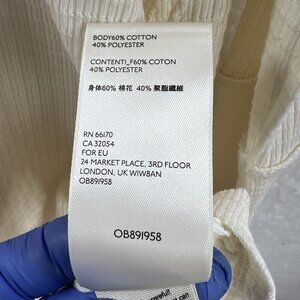 BODY60% COTTON
40% POLYESTER
CONTENTI_F60% COTON
40% POLYESTER
身体60% 棉花 40% 聚酯纖維
RN 66170
CA 32054
FOR EU
24 MARKET PLACE, 3RD FLOOR
LONDON, UK WIW8AN
OB891958
OB891958